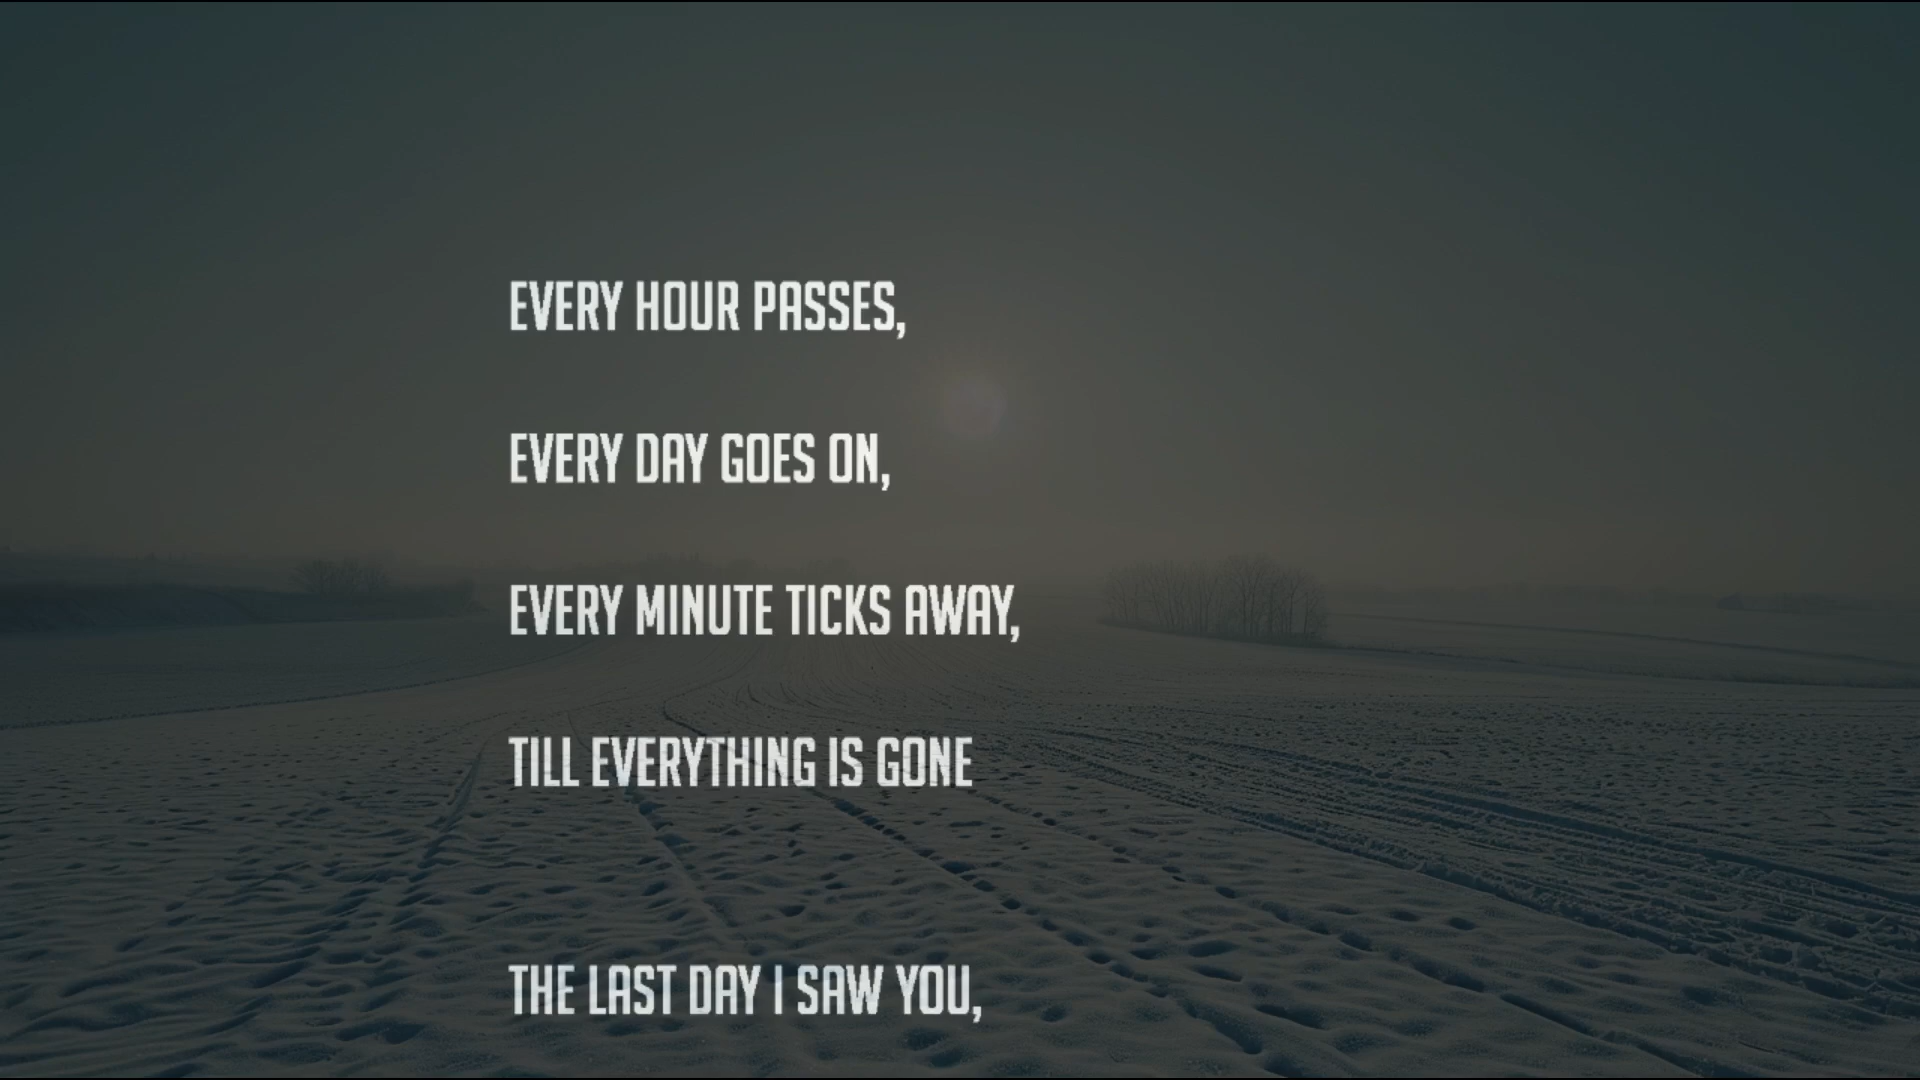 EVERY HOUR PASSES,
EVERY DAY GOES ON,
EVERY MINUTE TICKS AWAY,
TILL EVERYTHING IS GONE
THE LAST DAY I SAW YOU,